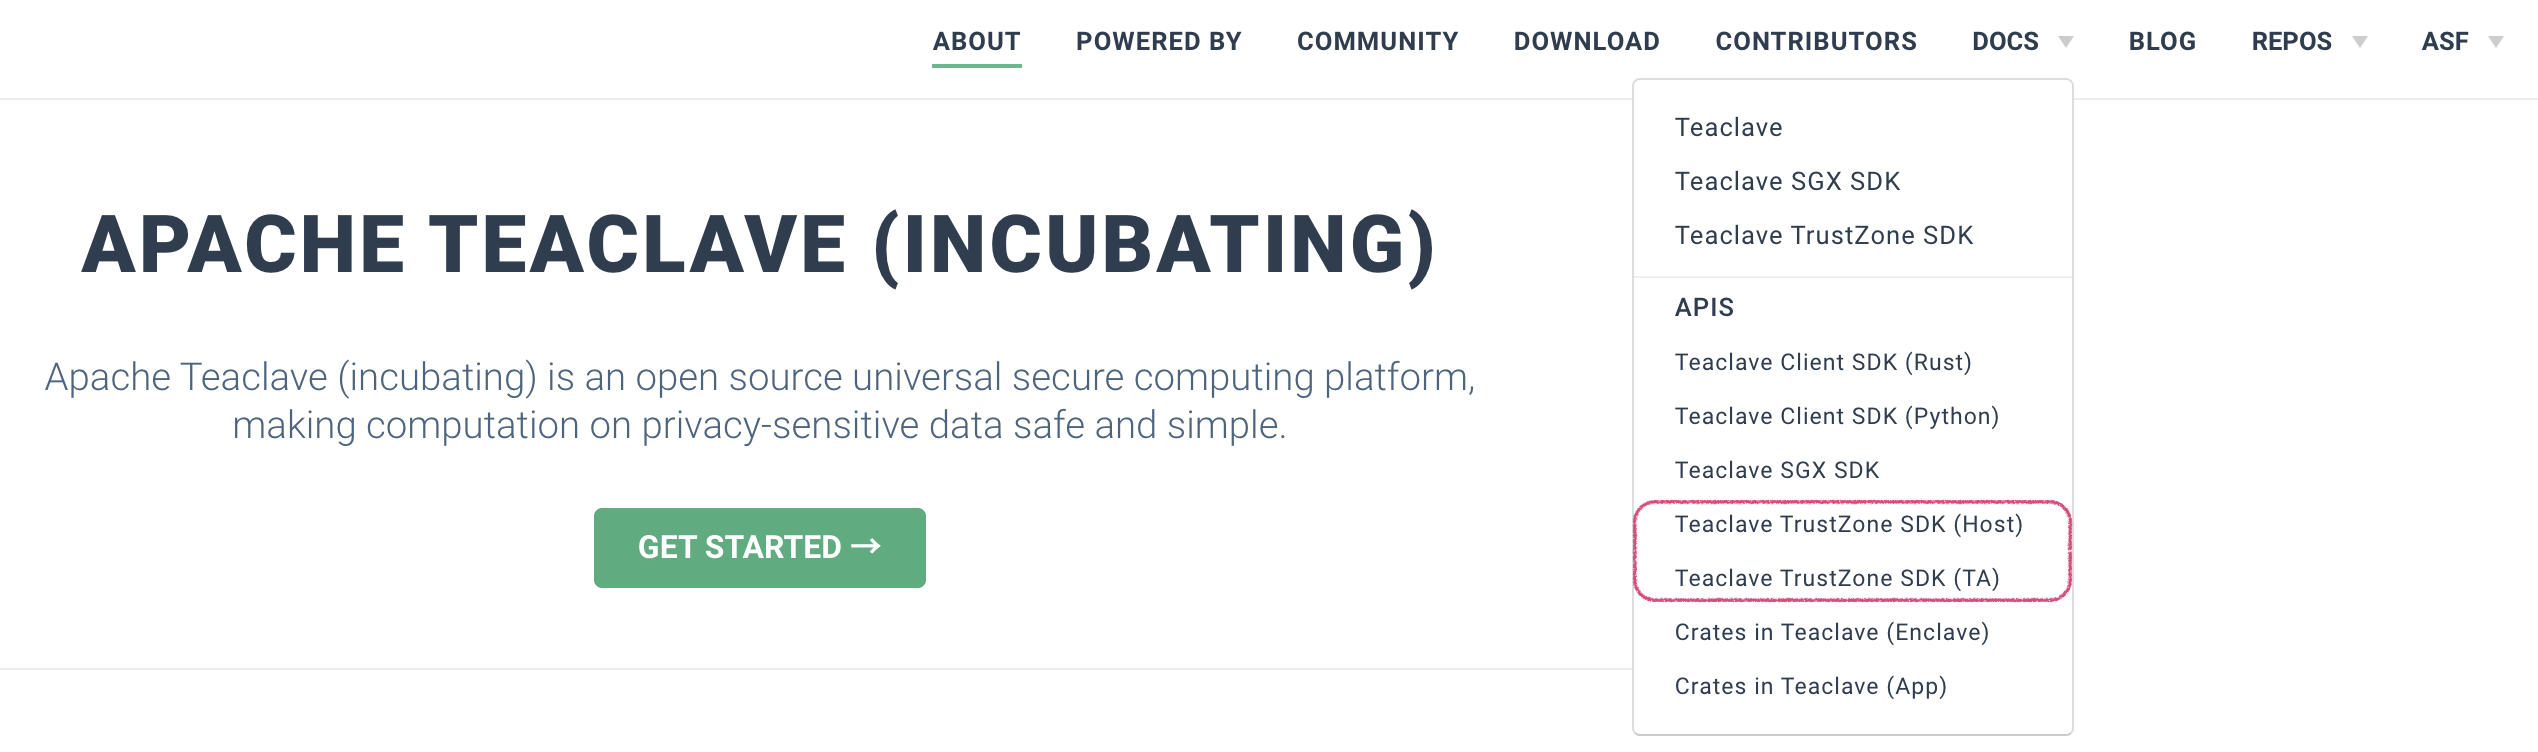 ABOUT POWERED BY COMMUNITY DOWNLOAD CONTRIBUTORS DOCS BLOG REPOS ASF
Teaclave
Teaclave SGX SDK
Teaclave TrustZone SDK
APIS
Teaclave Client SDK (Rust)
Teaclave Client SDK (Python)
Teaclave SGX SDK
Teaclave TrustZone SDK (Host)
Teaclave TrustZone SDK (TA)
Crates in Teaclave (Enclave)
Crates in Teaclave (App)
APACHE TEACLAVE (INCUBATING)
Apache Teaclave (incubating) is an open source universal secure computing platform,
making computation on privacy-sensitive data safe and simple.
GET STARTED →